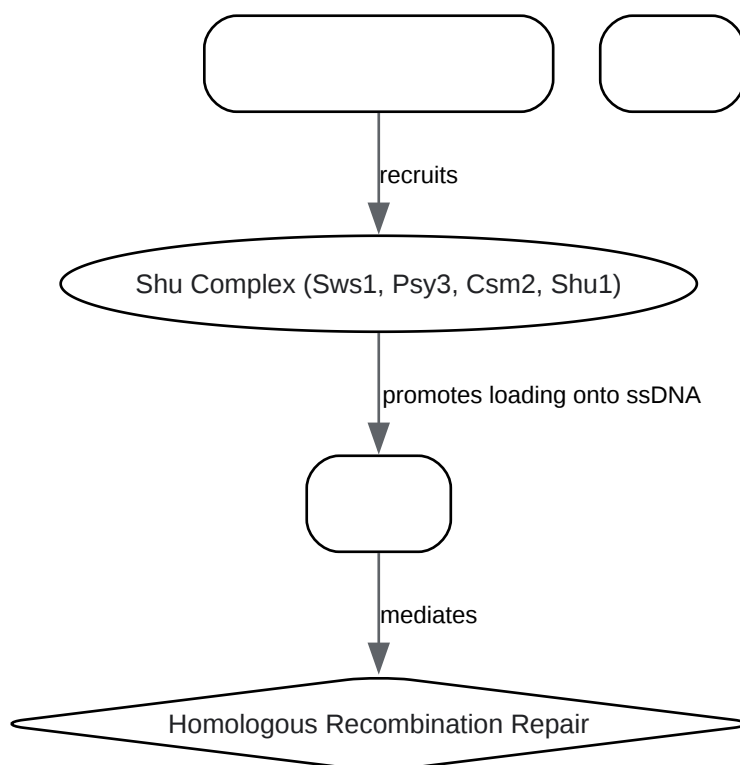 recruits
Shu Complex (Sws1, Psy3, Csm2, Shu1)
promotes loading onto ssDNA
mediates
Homologous Recombination Repair